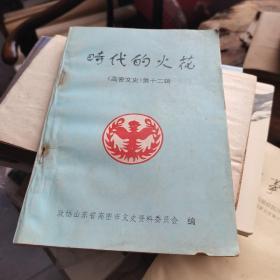 時代的火花
《高密文史》第十二辑
政协山东省高密市文史资料委员会 编